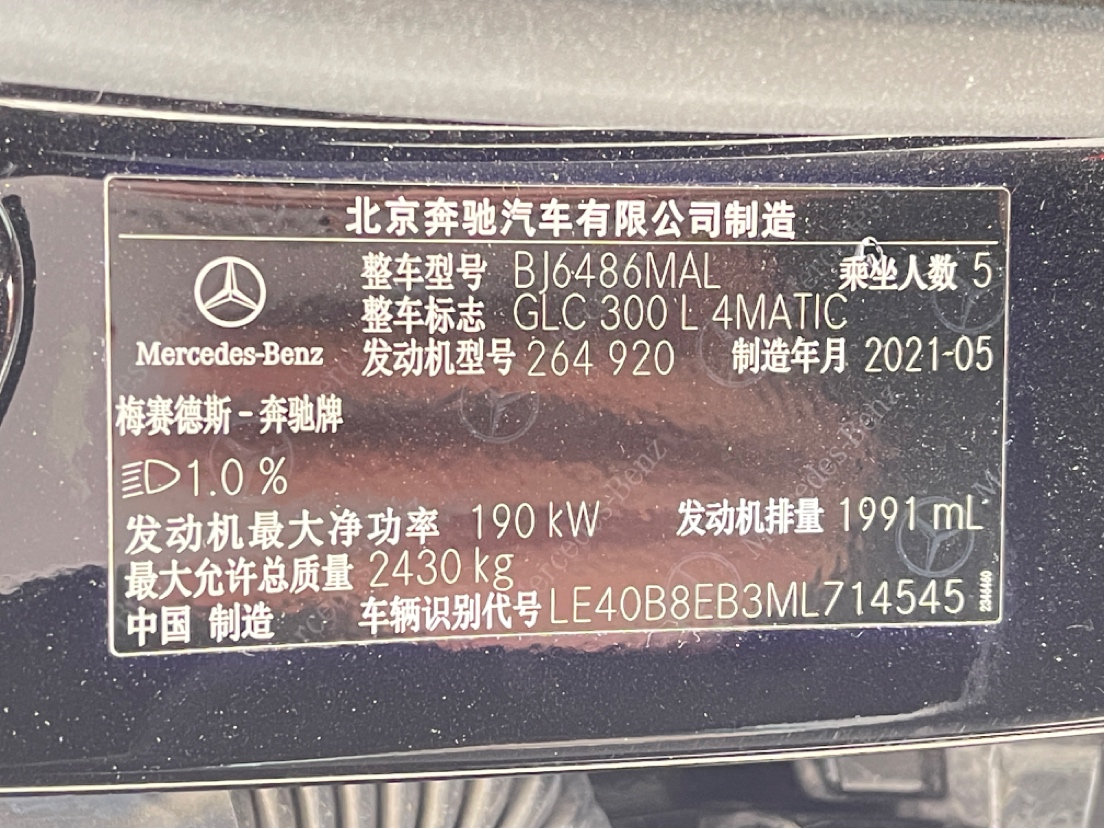 北京奔驰汽车有限公司制造
整车型号 BJ6486MAL 乘坐人数 5
整车标志 GLC 300 L 4MATIC
Mercedes-Benz 发动机型号 264 920 制造年月 2021-05
梅赛德斯-奔驰牌
1.0 %
发动机最大净功率 190 kW 发动机排量 1991 mL
最大允许总质量 2430 kg
中国 制造 车辆识别代号 LE40B8EB3ML714545